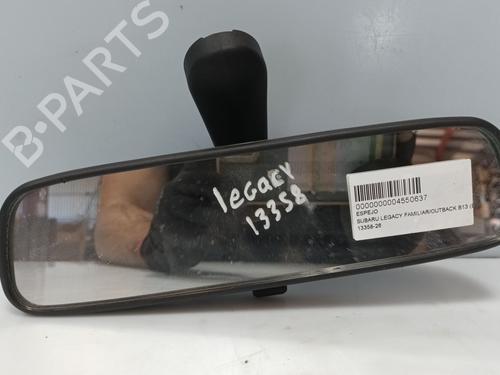 B-PARTS
Legacy
13358
0000000004550637
ESPEJO
SUBARU LEGACY FAMILIAR/OUTBACK B13 (
13358-26